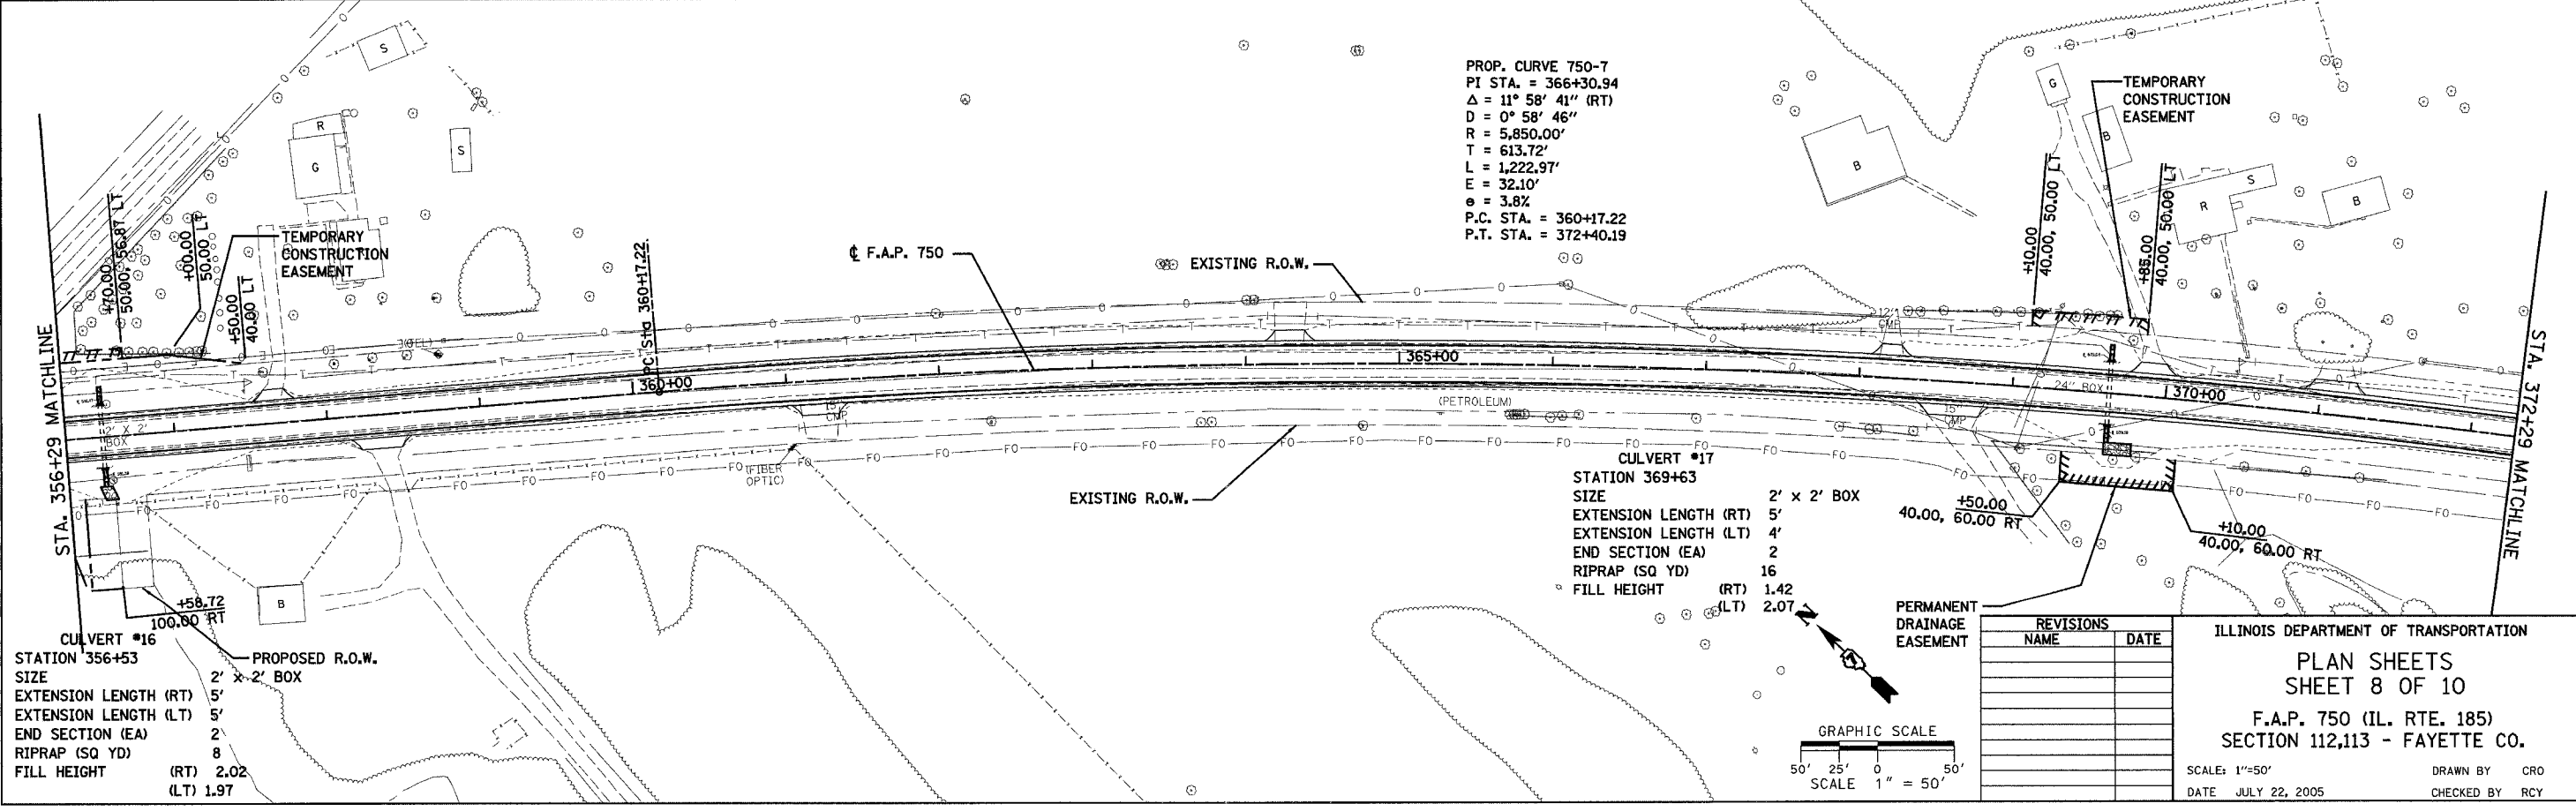 STA. 356+29 MATCHLINE
S
R
G
S
+70.00
50.00, 56.87 LT
+00.00
50.00 LT
+50.00
40.00 LT
TEMPORARY
CONSTRUCTION
EASEMENT
PC Sta 360+17.22
℄ F.A.P. 750
EXISTING R.O.W.
PROP. CURVE 750-7
PI STA. = 366+30.94
Δ = 11° 58' 41" (RT)
D = 0° 58' 46"
R = 5,850.00'
T = 613.72'
L = 1,222.97'
E = 32.10'
e = 3.8%
P.C. STA. = 360+17.22
P.T. STA. = 372+40.19
B
G
B
S
R
B
TEMPORARY
CONSTRUCTION
EASEMENT
+10.00
40.00, 50.00 LT
+85.00
40.00, 50.00 LT
12"
CMP
360+00
365+00
24" BOX
370+00
2' X 2'
BOX
15"
CMP
(PETROLEUM)
15"
CMP
(FIBER
OPTIC)
FO
EXISTING R.O.W.
STA. 372+29 MATCHLINE
+58.72
100.00 RT
B
PROPOSED R.O.W.
CULVERT #16
STATION 356+53
SIZE 2' x 2' BOX
EXTENSION LENGTH (RT) 5'
EXTENSION LENGTH (LT) 5'
END SECTION (EA) 2
RIPRAP (SQ YD) 8
FILL HEIGHT (RT) 2.02
(LT) 1.97
CULVERT #17
STATION 369+63
SIZE 2' x 2' BOX
EXTENSION LENGTH (RT) 5'
EXTENSION LENGTH (LT) 4'
END SECTION (EA) 2
RIPRAP (SQ YD) 16
FILL HEIGHT (RT) 1.42
(LT) 2.07
+50.00
40.00, 60.00 RT
+10.00
40.00, 60.00 RT
PERMANENT
DRAINAGE
EASEMENT
N
GRAPHIC SCALE
50' 25' 0 50'
SCALE 1" = 50'
REVISIONS
NAME DATE
ILLINOIS DEPARTMENT OF TRANSPORTATION
PLAN SHEETS
SHEET 8 OF 10
F.A.P. 750 (IL. RTE. 185)
SECTION 112,113 - FAYETTE CO.
SCALE: 1"=50' DRAWN BY CRO
DATE JULY 22, 2005 CHECKED BY RCY